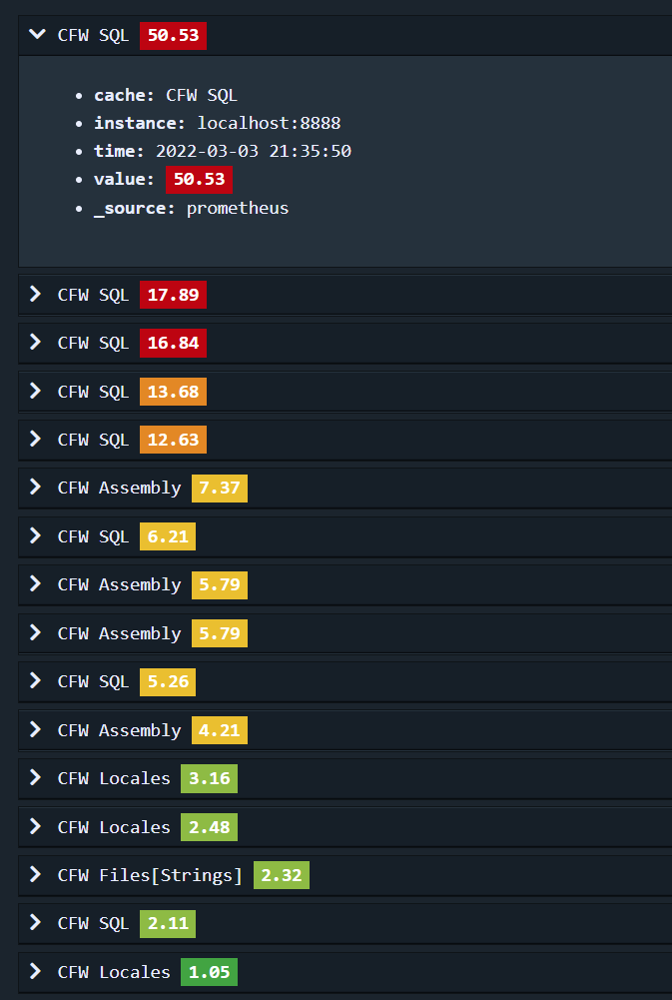 CFW SQL 50.53
cache: CFW SQL
instance: localhost:8888
time: 2022-03-03 21:35:50
value: 50.53
_source: prometheus
CFW SQL 17.89
CFW SQL 16.84
CFW SQL 13.68
CFW SQL 12.63
CFW Assembly 7.37
CFW SQL 6.21
CFW Assembly 5.79
CFW Assembly 5.79
CFW SQL 5.26
CFW Assembly 4.21
CFW Locales 3.16
CFW Locales 2.48
CFW Files[Strings] 2.32
CFW SQL 2.11
CFW Locales 1.05